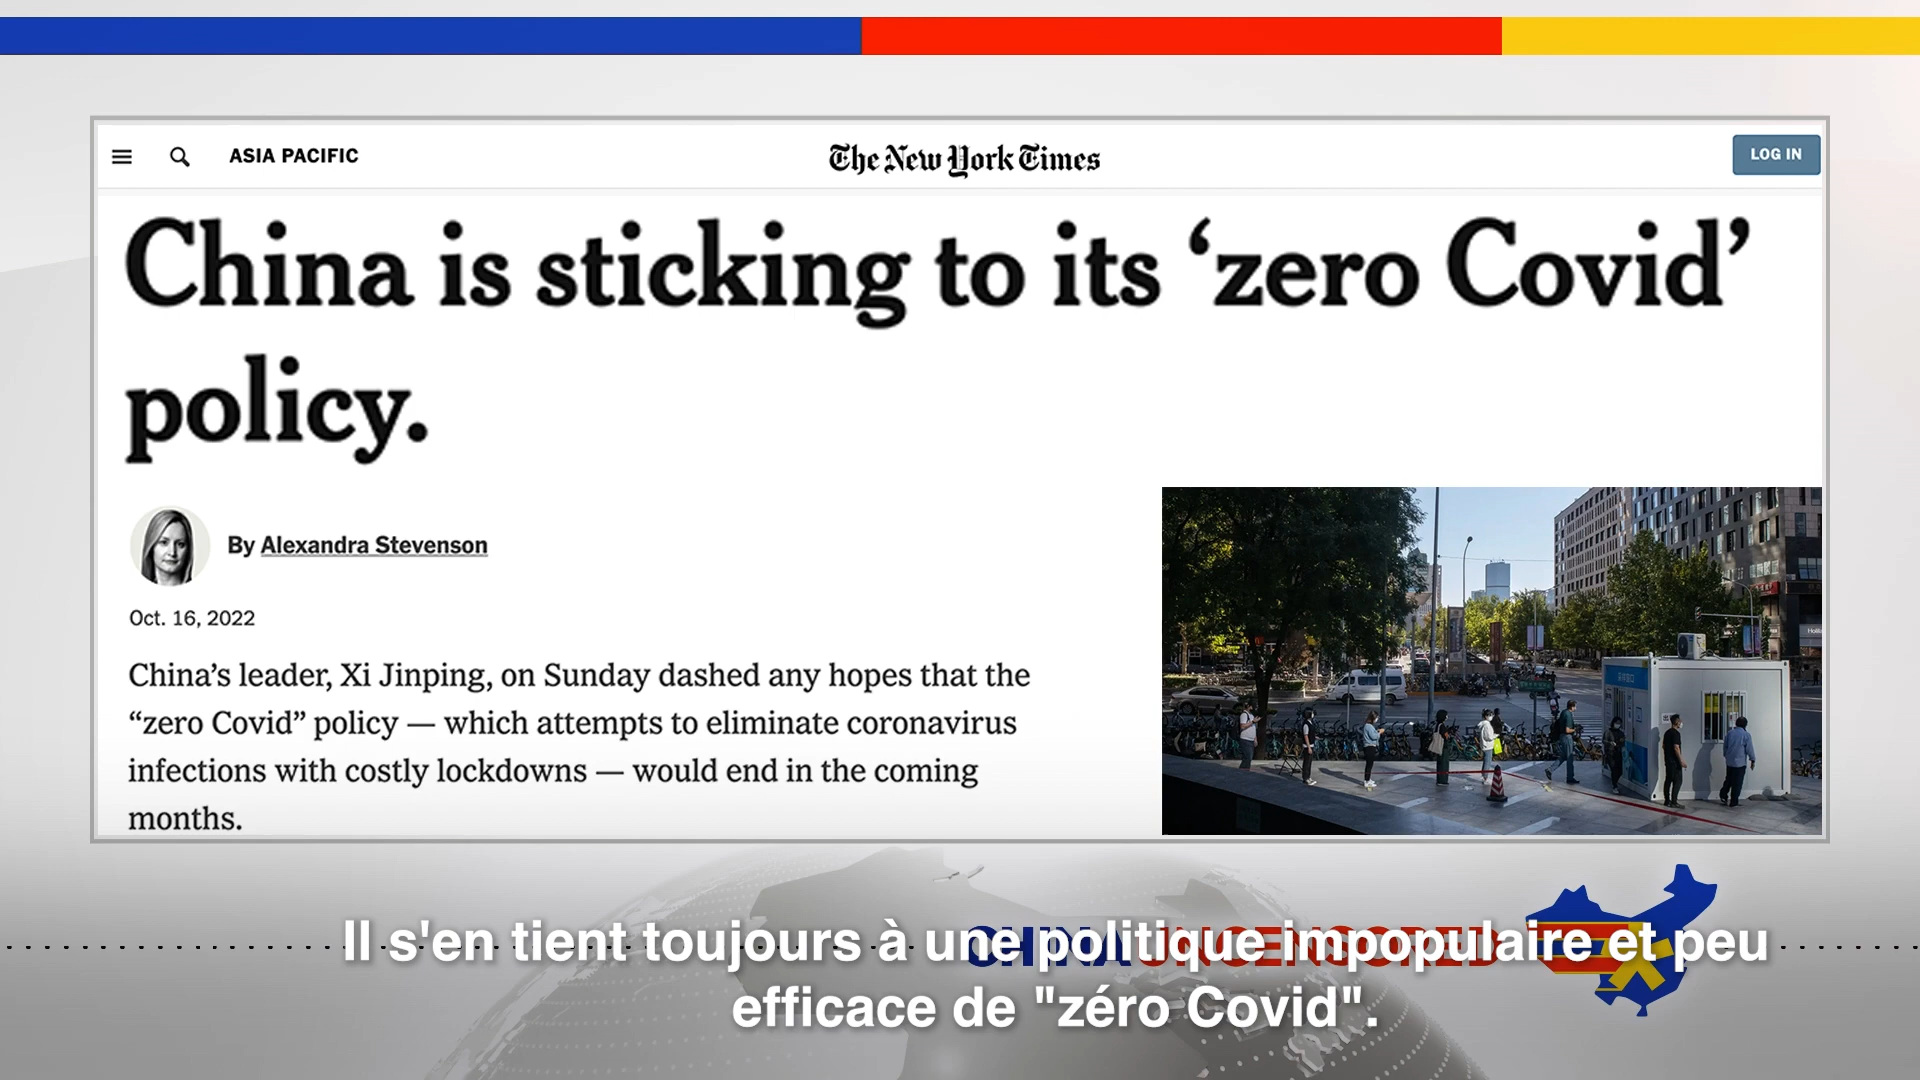 ASIA PACIFIC
The New York Times
LOG IN
China is sticking to its ‘zero Covid’
policy.
By Alexandra Stevenson
Oct. 16, 2022
China’s leader, Xi Jinping, on Sunday dashed any hopes that the
“zero Covid” policy — which attempts to eliminate coronavirus
infections with costly lockdowns — would end in the coming
months.
CHINA UNCENSORED
Il s'en tient toujours à une politique impopulaire et peu
efficace de "zéro Covid".